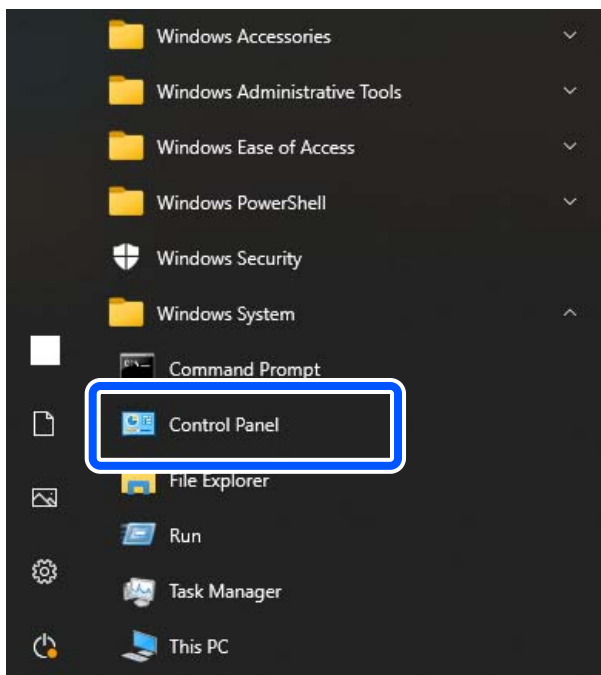 Windows Accessories
Windows Administrative Tools
Windows Ease of Access
Windows PowerShell
Windows Security
Windows System
Command Prompt
Control Panel
File Explorer
Run
Task Manager
This PC